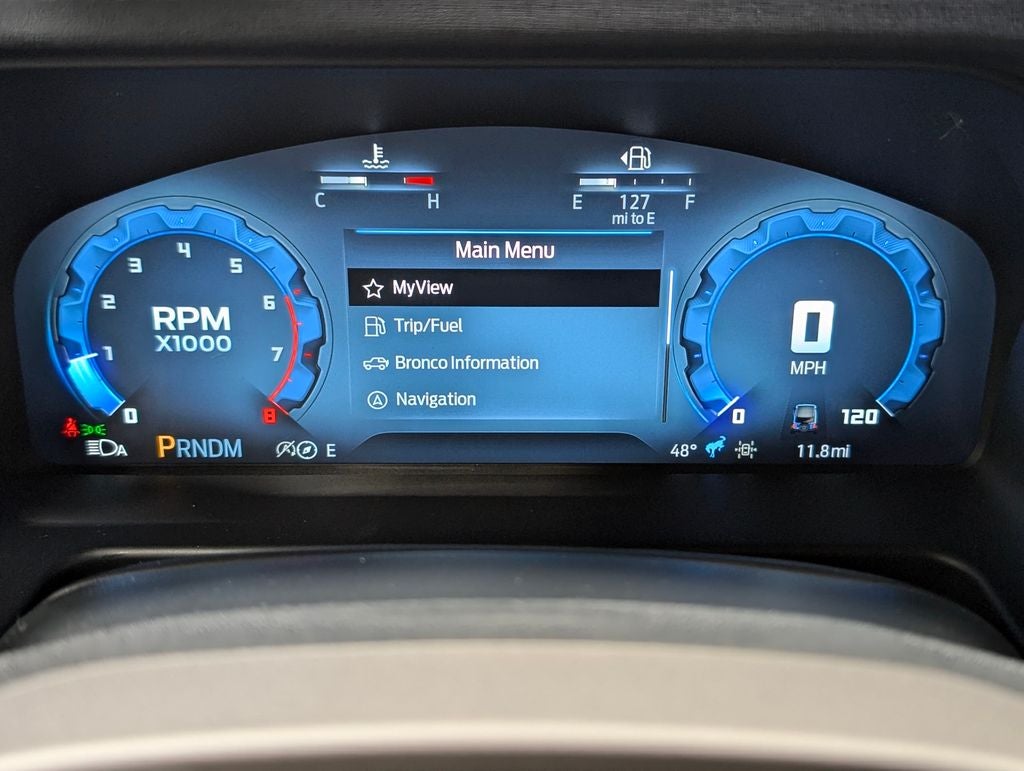 C H
E 127 F
mi to E
Main Menu
MyView
Trip/Fuel
Bronco Information
Navigation
0 1 2 3 4 5 6 7 8
RPM
X1000
0
MPH
0 120
A
PRNDM
E
48°
11.8mi